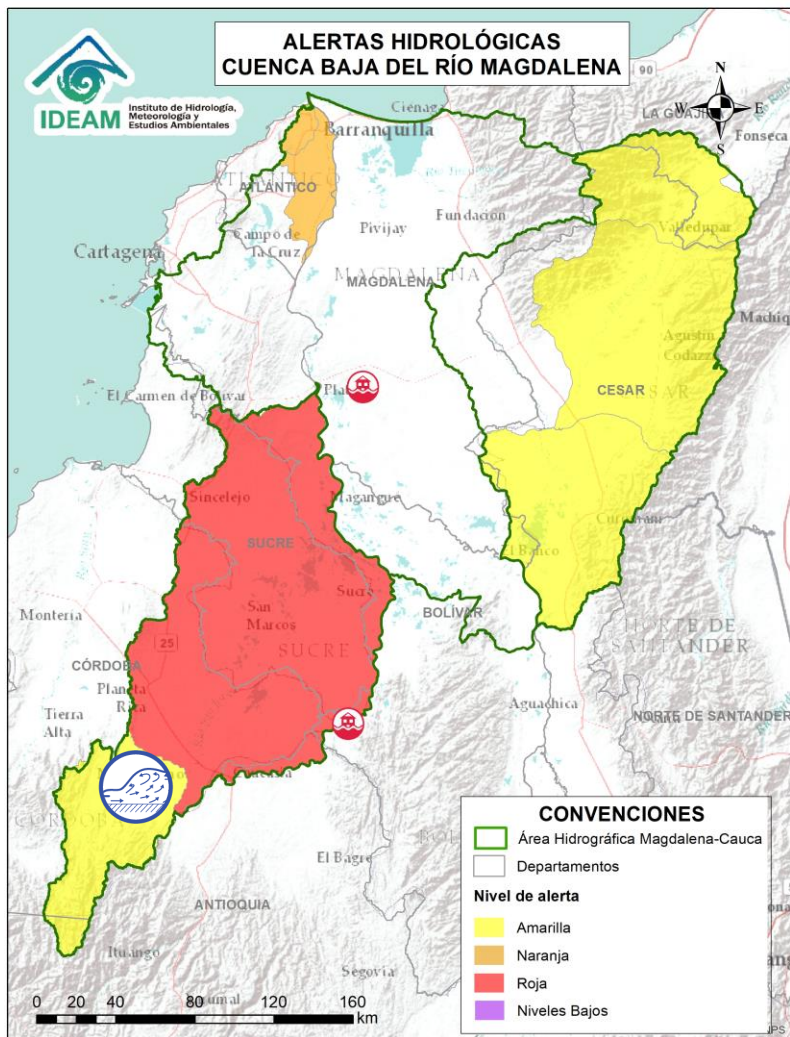 ALERTAS HIDROLÓGICAS
CUENCA BAJA DEL RÍO MAGDALENA
IDEAM
Instituto de Hidrología,
Meteorología y
Estudios Ambientales
N
W
E
S
90
Ciénaga
LA GUAJIRA
Barranquilla
Fonseca
ATLÁNTICO
Fundación
Pivijay
Valledupar
Campo de
la Cruz
Cartagena
MAGDALENA
MAGDALENA
Agustín
Codazzi
CESAR
El Carmen de Bolívar
Sincelejo
Magangué
SUCRE
El Banco
Sucre
San
Marcos
BOLÍVAR
Montería
25
SUCRE
NORTE DE
SANTANDER
CÓRDOBA
Planeta
Rica
Aguachica
Tierra
Alta
NORTE DE SANTANDER
El Bagre
ANTIOQUIA
Ituango
Segovia
CONVENCIONES
Área Hidrográfica Magdalena-Cauca
Departamentos
Nivel de alerta
Amarilla
Naranja
Roja
Niveles Bajos
0 20 40 80 120 160
km